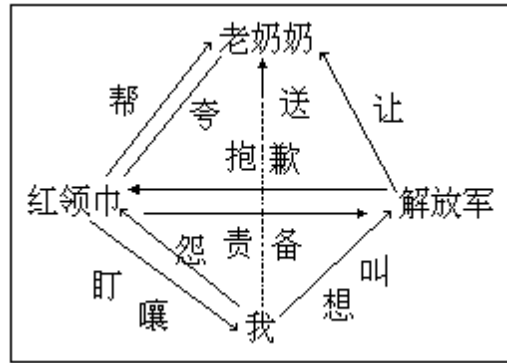 老奶奶
帮 夸 送 让
抱歉
红领巾 解放军
怨责备
盯 叫
嚷 想
我